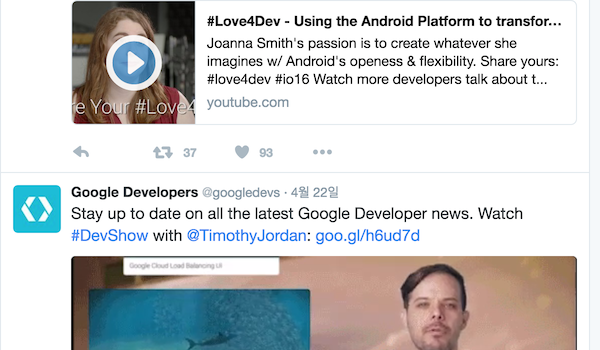 #Love4Dev - Using the Android Platform to transfor...
Joanna Smith's passion is to create whatever she
imagines w/ Android's openess & flexibility. Share yours:
#love4dev #io16 Watch more developers talk about t...
youtube.com
re Your #Love4
37
93
Google Developers @googledevs · 4월 22일
Stay up to date on all the latest Google Developer news. Watch
#DevShow with @TimothyJordan: goo.gl/h6ud7d
Google Cloud Load Balancing UI